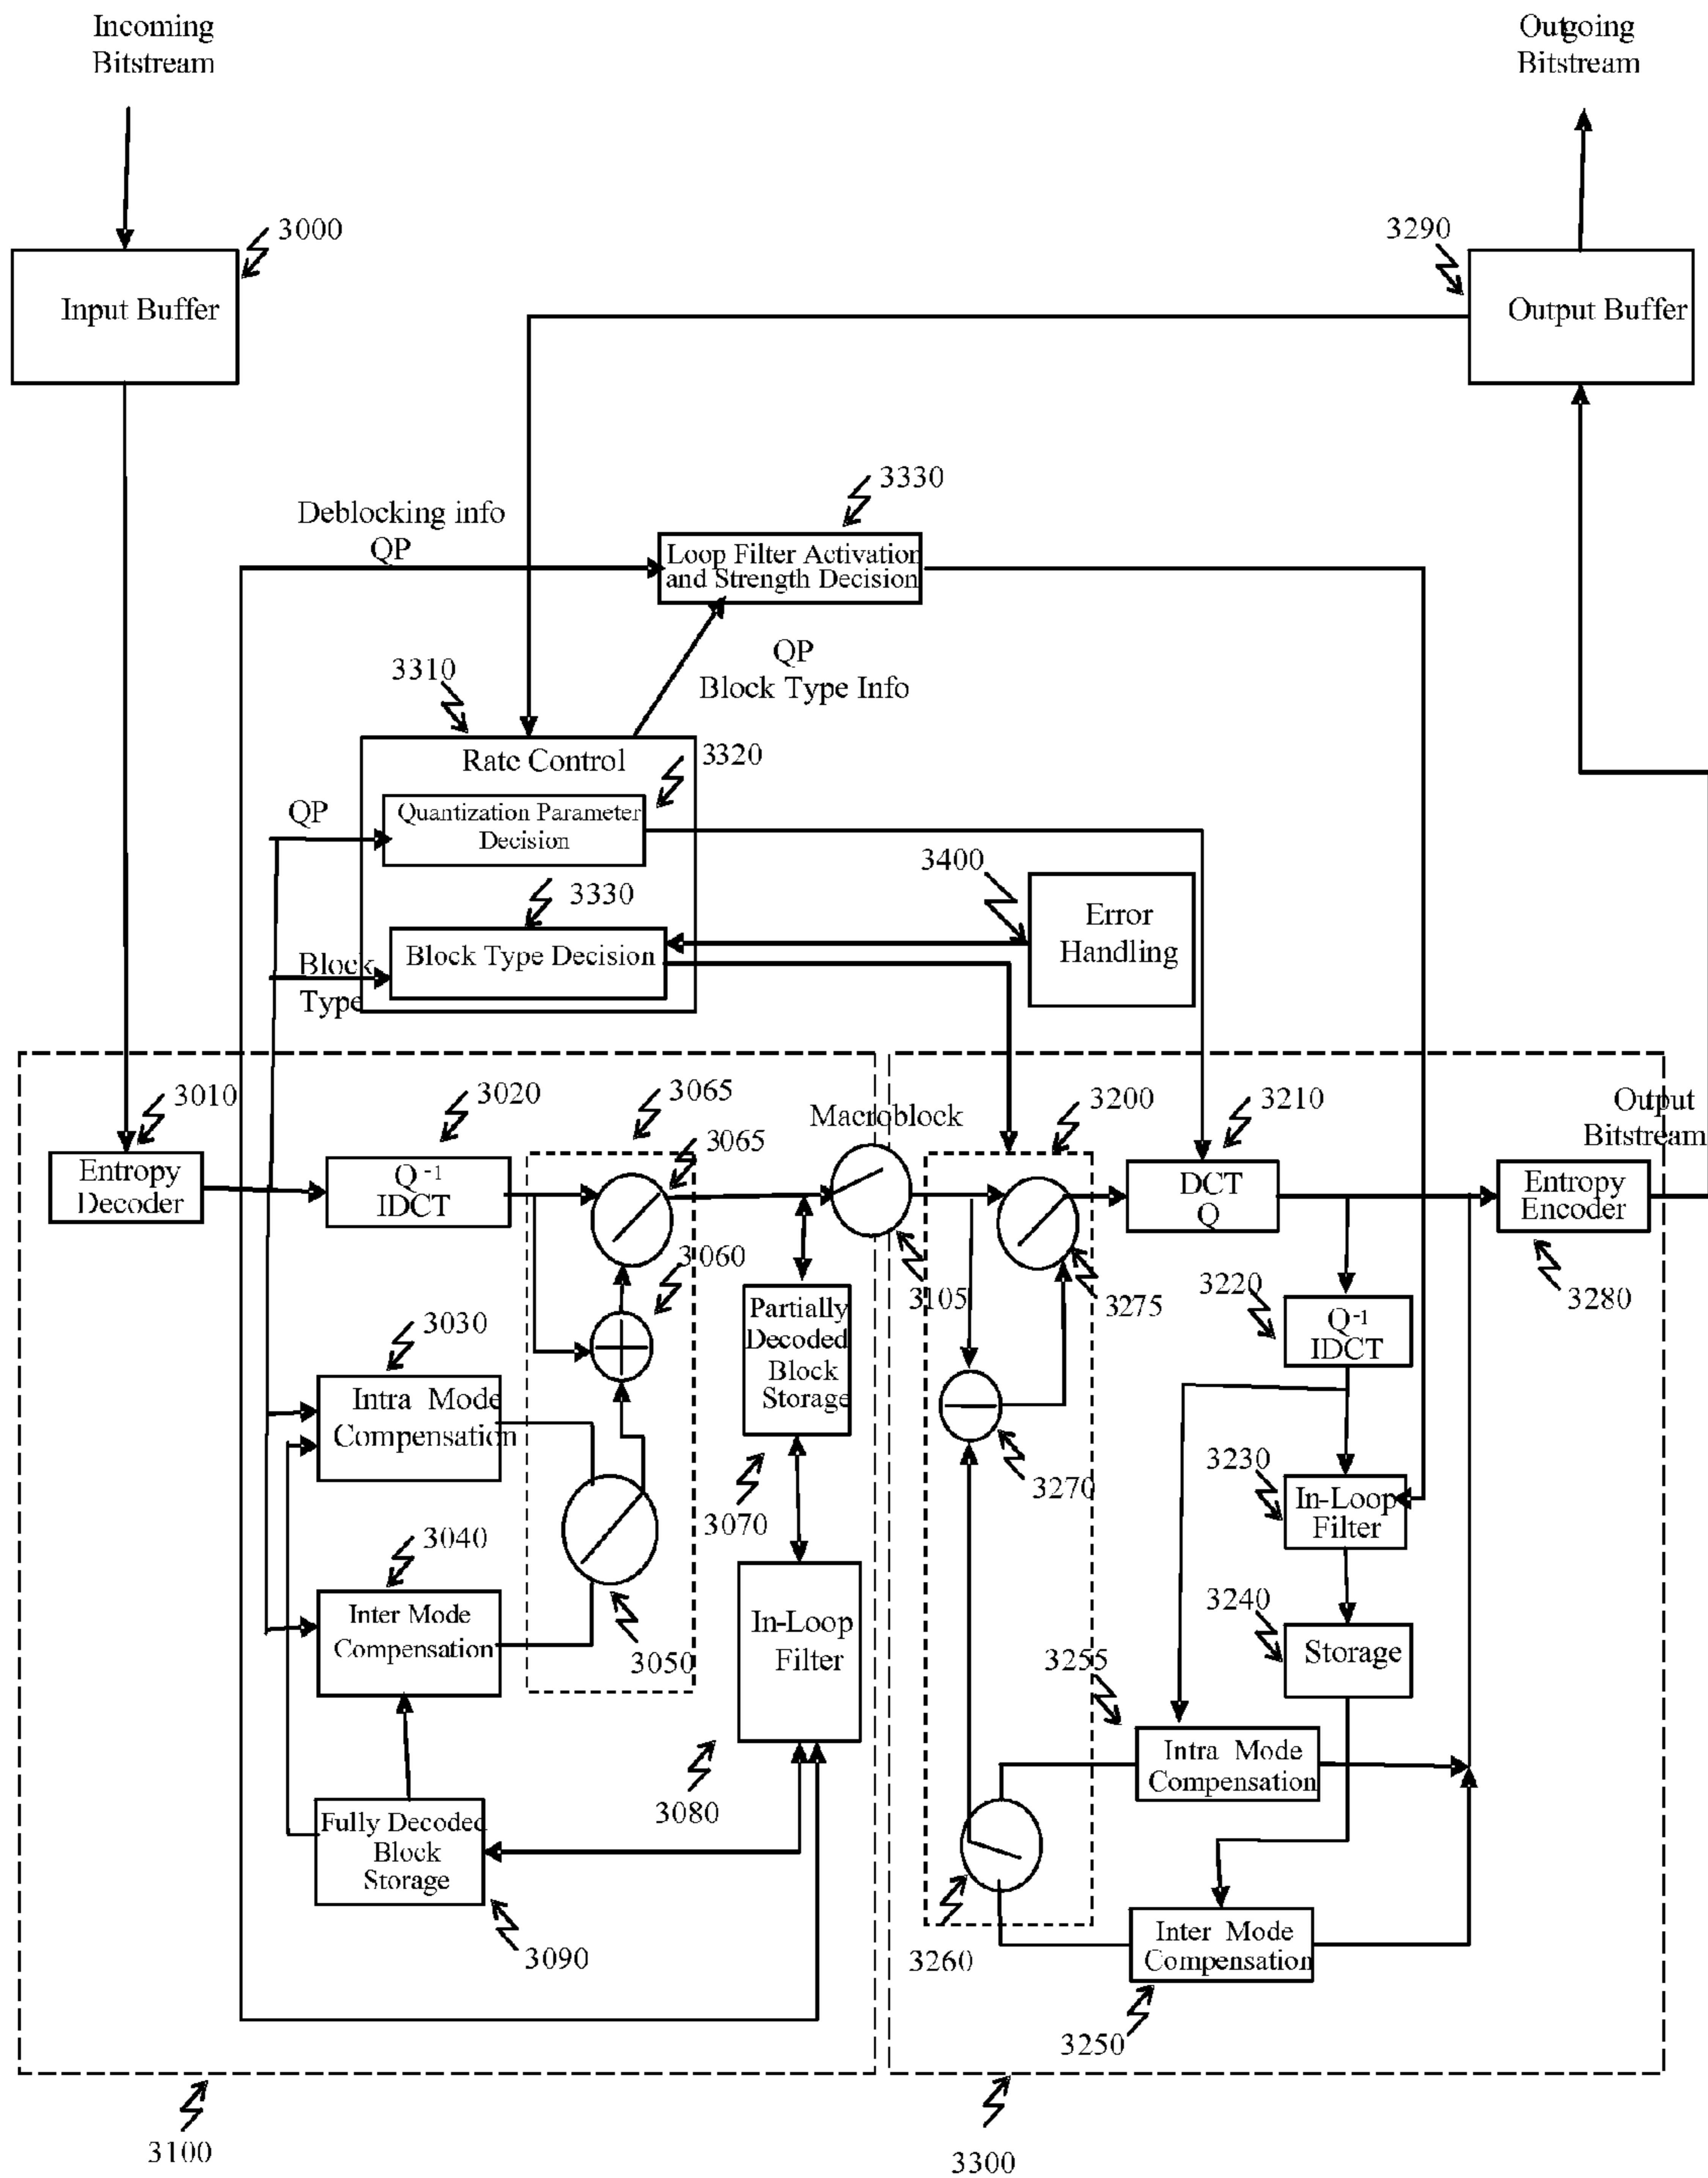 Incoming
Bitstream
Outgoing
Bitstream
3000
3290
Input Buffer
Output Buffer
3330
Deblocking info
QP
Loop Filter Activation
and Strength Decision
QP
Block Type Info
3310
Rate Control
3320
QP
Quantization Parameter
Decision
3400
3330
Error
Handling
Block Type Decision
Block
Type
3010
3020
3065
Macroblock
3200
3210
Output
Bitstream
3065
Entropy
Decoder
Q⁻¹
IDCT
DCT
Q
Entropy
Encoder
3060
3105
3275
3220
3280
3030
Partially
Decoded
Block
Storage
Q⁻¹
IDCT
Intra Mode
Compensation
3270
3230
3070
In-Loop
Filter
3040
3240
Inter Mode
Compensation
In-Loop
Filter
3050
3255
Storage
Intra Mode
Compensation
3080
Fully Decoded
Block
Storage
3090
3260
Inter Mode
Compensation
3250
3100
3300